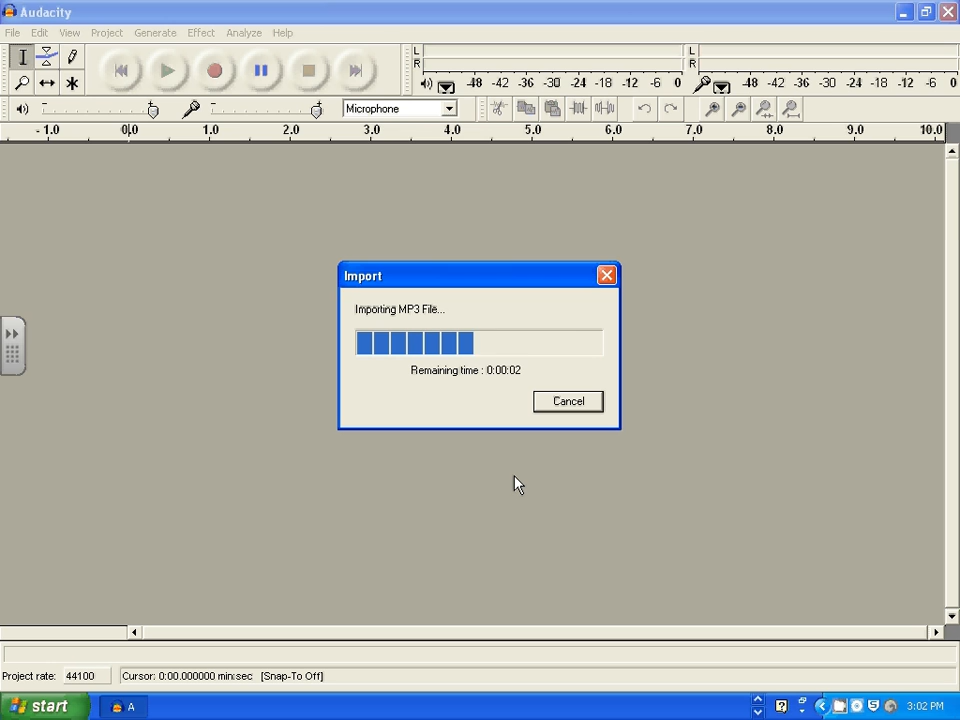 Audacity
File Edit View Project Generate Effect Analyze Help
L
R
-48 -42 -36 -30 -24 -18 -12 -6 0
L
R
-48 -42 -36 -30 -24 -18 -12 -6 0
Microphone
- 1.0 0.0 1.0 2.0 3.0 4.0 5.0 6.0 7.0 8.0 9.0 10.0
Import
Importing MP3 File...
Remaining time : 0:00:02
Cancel
Project rate: 44100 Cursor: 0:00.000000 min:sec [Snap-To Off]
start A 3:02 PM